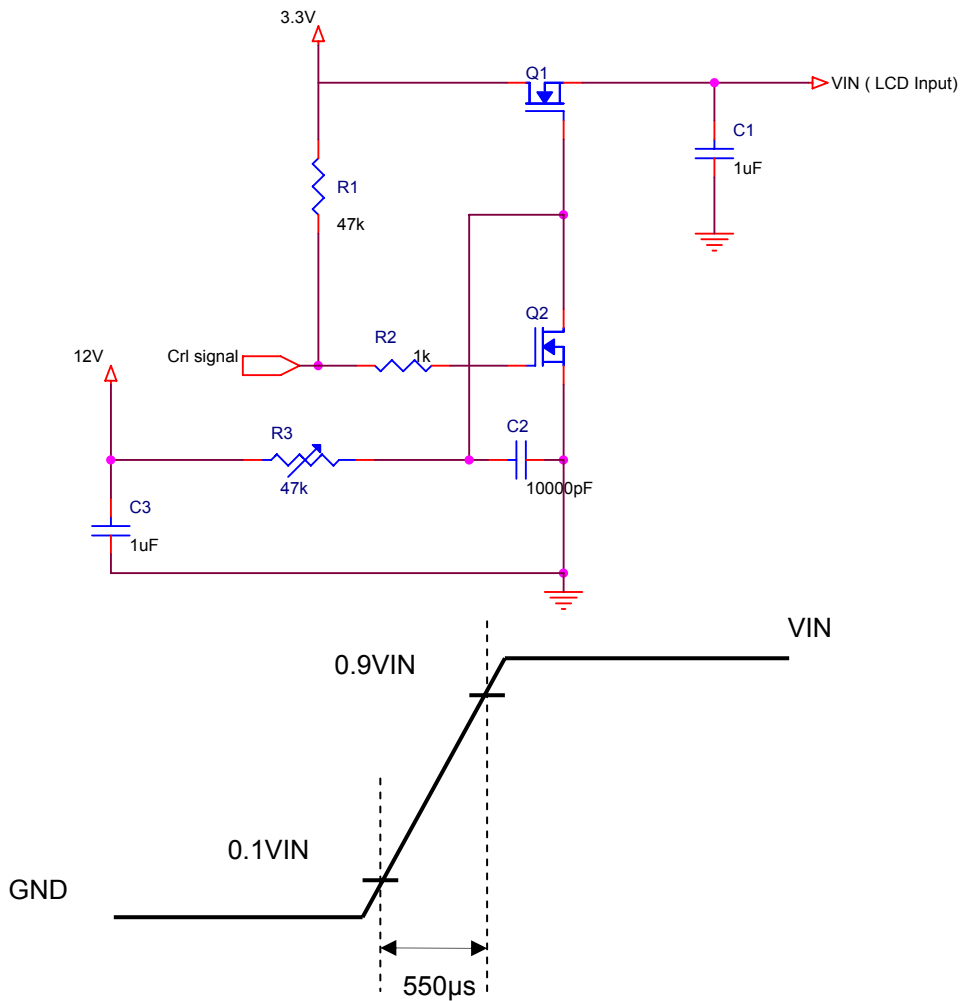 3.3V
Q1
VIN ( LCD Input)
C1
1uF
R1
47k
Q2
R2
1k
Crl signal
12V
R3
47k
C2
10000pF
C3
1uF
VIN
0.9VIN
0.1VIN
GND
550µs